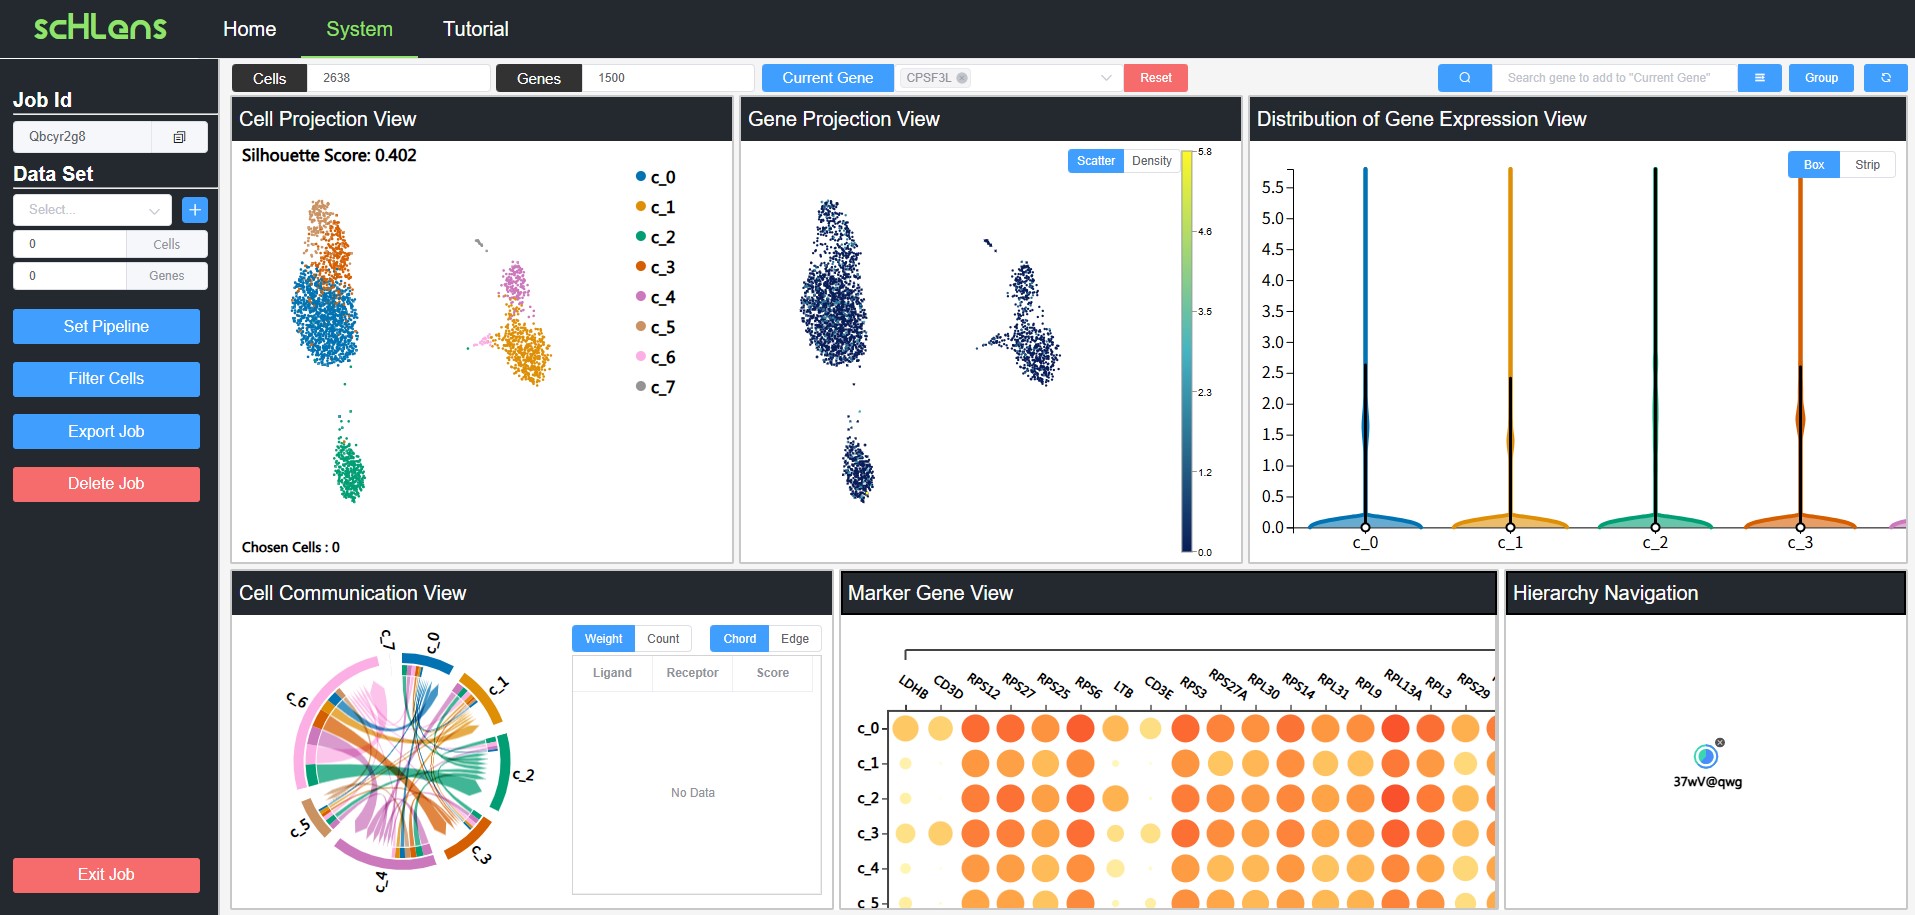 scHLens
Home
System
Tutorial
Job Id
Qbcyr2g8
Data Set
Select...
0 Cells
0 Genes
Set Pipeline
Filter Cells
Export Job
Delete Job
Exit Job
Cells 2638
Genes 1500
Current Gene CPSF3L
Reset
Search gene to add to "Current Gene"
Group
Cell Projection View
Silhouette Score: 0.402
c_0
c_1
c_2
c_3
c_4
c_5
c_6
c_7
Chosen Cells : 0
Gene Projection View
Scatter Density
5.8
4.6
3.5
2.3
1.2
0.0
Distribution of Gene Expression View
Box Strip
5.5
5.0
4.5
4.0
3.5
3.0
2.5
2.0
1.5
1.0
0.5
0.0
c_0 c_1 c_2 c_3
Cell Communication View
c_7
c_0
c_1
c_2
c_3
c_4
c_5
c_6
Weight Count
Chord Edge
Ligand Receptor Score
No Data
Marker Gene View
LDHB CD3D RPS12 RPS27 RPS25 RPS6 LTB CD3E RPS3 RPS27A RPL30 RPS14 RPL31 RPL9 RPL13A RPL3 RPS29
c_0
c_1
c_2
c_3
c_4
c_5
Hierarchy Navigation
37wV@qwg